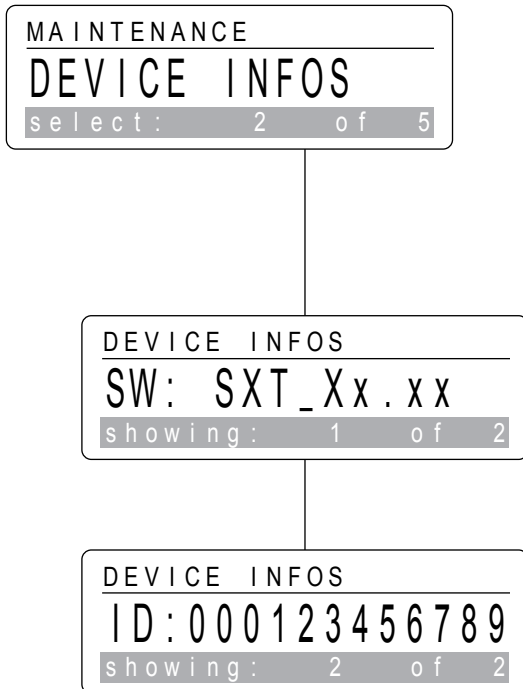 MAINTENANCE
DEVICE INFOS
select: 2 of 5
DEVICE INFOS
SW: SXT_Xx.xx
showing: 1 of 2
DEVICE INFOS
ID:000123456789
showing: 2 of 2